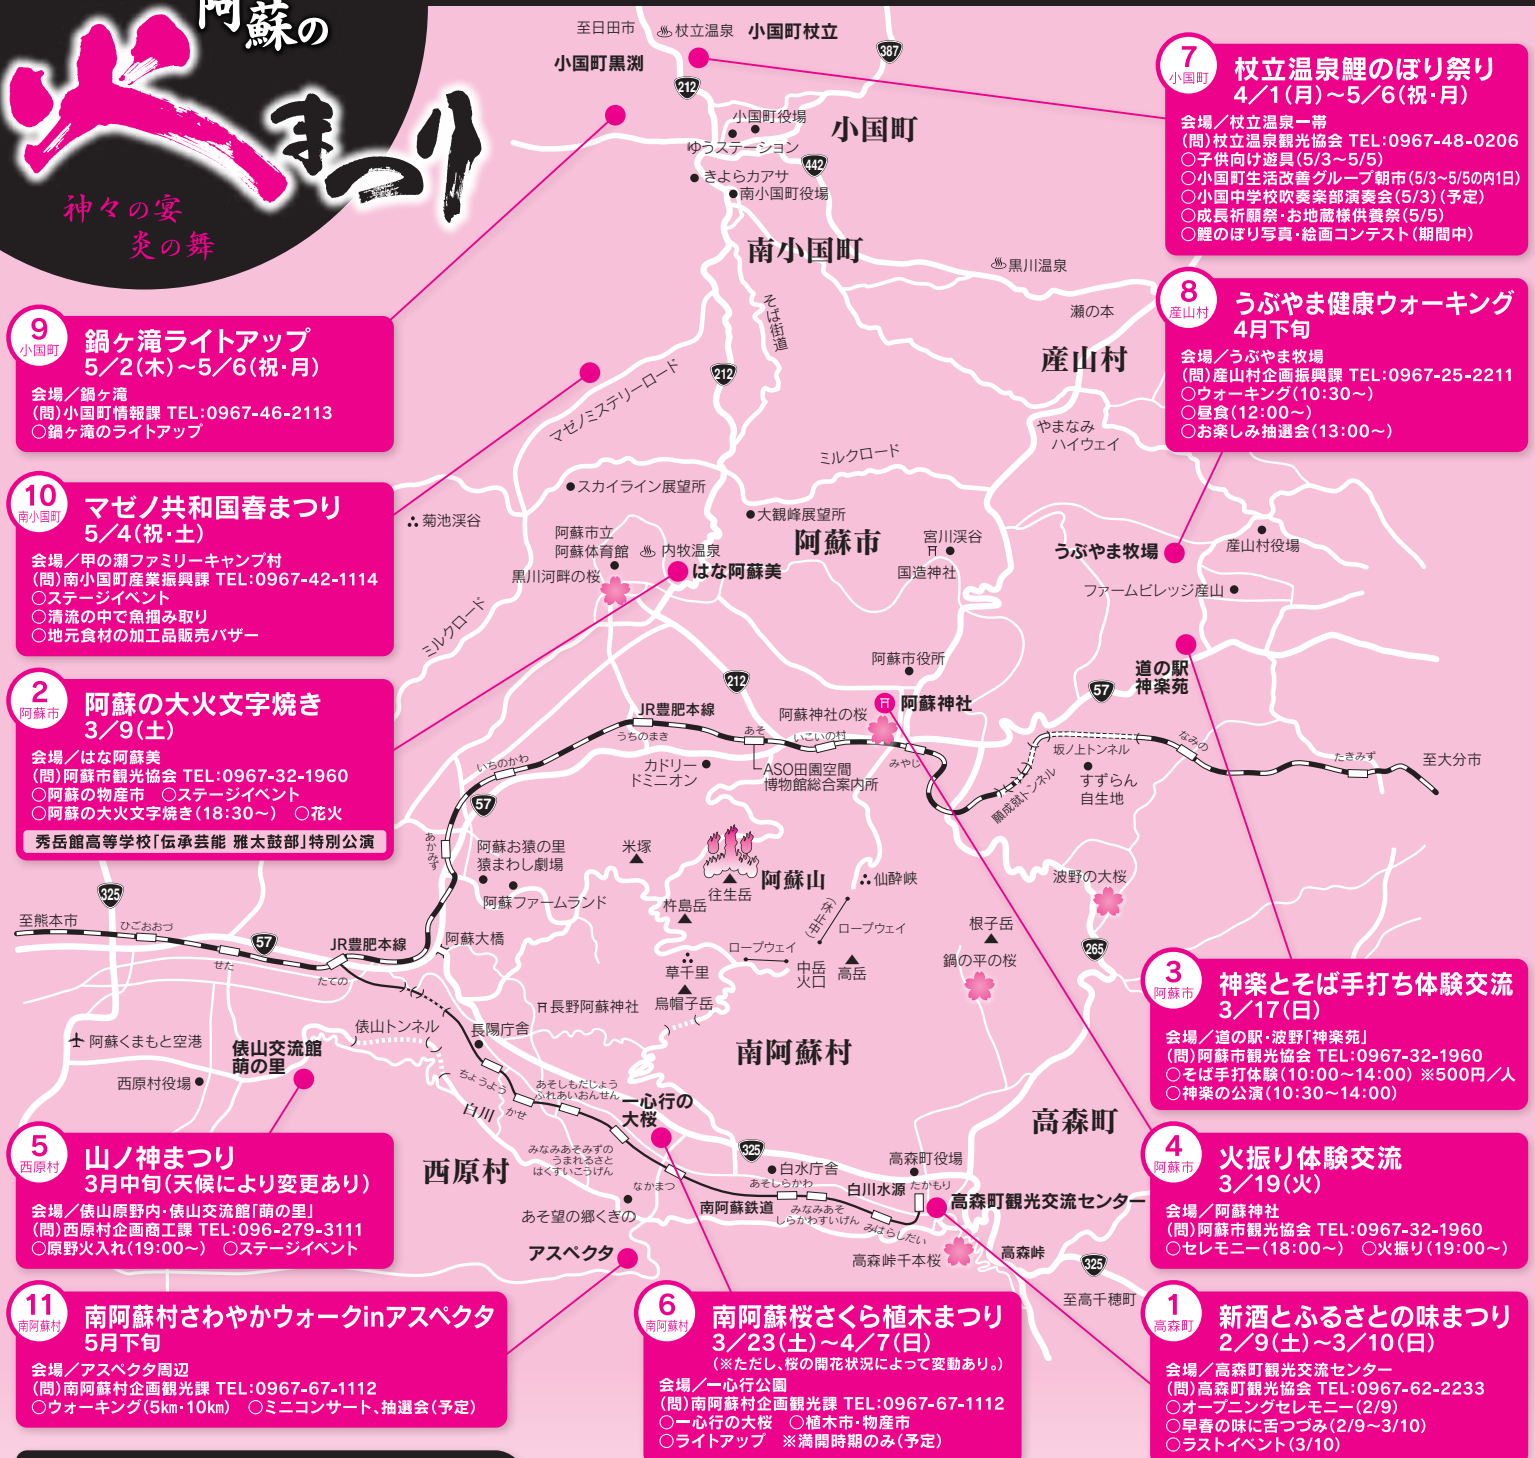 阿蘇の
火まつり
神々の宴
炎の舞
至日田市
杖立温泉
小国町杖立
小国町黒渕
387
212
小国町役場
小国町
ゆうステーション
442
きよらカアサ
南小国町役場
南小国町
黒川温泉
瀬の本
そば街道
産山村
212
マゼノミステリーロード
やまなみ
ハイウェイ
ミルクロード
スカイライン展望所
大観峰展望所
菊池渓谷
阿蘇市立
阿蘇体育館
内牧温泉
阿蘇市
宮川渓谷
国造神社
うぶやま牧場
産山村役場
黒川河畔の桜
はな阿蘇美
ファームビレッジ産山
ミルクロード
阿蘇市役所
道の駅
神楽苑
212
57
阿蘇神社の桜
阿蘇神社
JR豊肥本線
うちのまき
あそ
いこいの村
みやじ
坂ノ上トンネル
なみの
たきみず
至大分市
いちのかわ
カドリー
ドミニオン
ASO田園空間
博物館総合案内所
すずらん
自生地
願成就トンネル
57
あかみず
阿蘇お猿の里
猿まわし劇場
米塚
阿蘇山
往生岳
仙酔峡
波野の大桜
325
阿蘇ファームランド
杵島岳
(休止中)
ロープウェイ
根子岳
至熊本市
ひごおおづ
57
せた
JR豊肥本線
阿蘇大橋
ロープウェイ
265
たての
草千里
中岳
火口
高岳
鍋の平の桜
長野阿蘇神社
烏帽子岳
阿蘇くまもと空港
俵山トンネル
長陽庁舎
俵山交流館
萌の里
南阿蘇村
西原村役場
ちょうよう
かせ
あそしもだじょう
ふれあいおんせん
白川
一心行の
大桜
高森町
みなみあそみずの
うまれるさと
はくすいこうげん
325
西原村
白水庁舎
高森町役場
なかまつ
あそしらかわ
白川水源
たかもり
南阿蘇鉄道
みなみあそ
しらかわすいげん
みはらしだい
高森町観光交流センター
あそ望の郷くぎの
アスペクタ
高森峠千本桜
高森峠
325
至高千穂町
7
小国町
杖立温泉鯉のぼり祭り
4/1(月)~5/6(祝・月)
会場/杖立温泉一帯
(問)杖立温泉観光協会 TEL:0967-48-0206
○子供向け遊具(5/3~5/5)
○小国町生活改善グループ朝市(5/3~5/5の内1日)
○小国中学校吹奏楽部演奏会(5/3)(予定)
○成長祈願祭・お地蔵様供養祭(5/5)
○鯉のぼり写真・絵画コンテスト(期間中)
8
産山村
うぶやま健康ウォーキング
4月下旬
会場/うぶやま牧場
(問)産山村企画振興課 TEL:0967-25-2211
○ウォーキング(10:30~)
○昼食(12:00~)
○お楽しみ抽選会(13:00~)
9
小国町
鍋ヶ滝ライトアップ
5/2(木)~5/6(祝・月)
会場/鍋ヶ滝
(問)小国町情報課 TEL:0967-46-2113
○鍋ヶ滝のライトアップ
10
南小国町
マゼノ共和国春まつり
5/4(祝・土)
会場/甲の瀬ファミリーキャンプ村
(問)南小国町産業振興課 TEL:0967-42-1114
○ステージイベント
○清流の中で魚掴み取り
○地元食材の加工品販売バザー
2
阿蘇市
阿蘇の大火文字焼き
3/9(土)
会場/はな阿蘇美
(問)阿蘇市観光協会 TEL:0967-32-1960
○阿蘇の物産市 ○ステージイベント
○阿蘇の大火文字焼き(18:30~) ○花火
秀岳館高等学校「伝承芸能 雅太鼓部」特別公演
3
阿蘇市
神楽とそば手打ち体験交流
3/17(日)
会場/道の駅・波野「神楽苑」
(問)阿蘇市観光協会 TEL:0967-32-1960
○そば手打体験(10:00~14:00) ※500円/人
○神楽の公演(10:30~14:00)
4
阿蘇市
火振り体験交流
3/19(火)
会場/阿蘇神社
(問)阿蘇市観光協会 TEL:0967-32-1960
○セレモニー(18:00~) ○火振り(19:00~)
5
西原村
山ノ神まつり
3月中旬(天候により変更あり)
会場/俵山原野内・俵山交流館「萌の里」
(問)西原村企画商工課 TEL:096-279-3111
○原野火入れ(19:00~) ○ステージイベント
11
南阿蘇村
南阿蘇村さわやかウォークinアスペクタ
5月下旬
会場/アスペクタ周辺
(問)南阿蘇村企画観光課 TEL:0967-67-1112
○ウォーキング(5km・10km) ○ミニコンサート、抽選会(予定)
6
南阿蘇村
南阿蘇桜さくら植木まつり
3/23(土)~4/7(日)
(※ただし、桜の開花状況によって変動あり。)
会場/一心行公園
(問)南阿蘇村企画観光課 TEL:0967-67-1112
○一心行の大桜 ○植木市・物産市
○ライトアップ ※満開時期のみ(予定)
1
高森町
新酒とふるさとの味まつり
2/9(土)~3/10(日)
会場/高森町観光交流センター
(問)高森町観光協会 TEL:0967-62-2233
○オープニングセレモニー(2/9)
○早春の味に舌つづみ(2/9~3/10)
○ラストイベント(3/10)